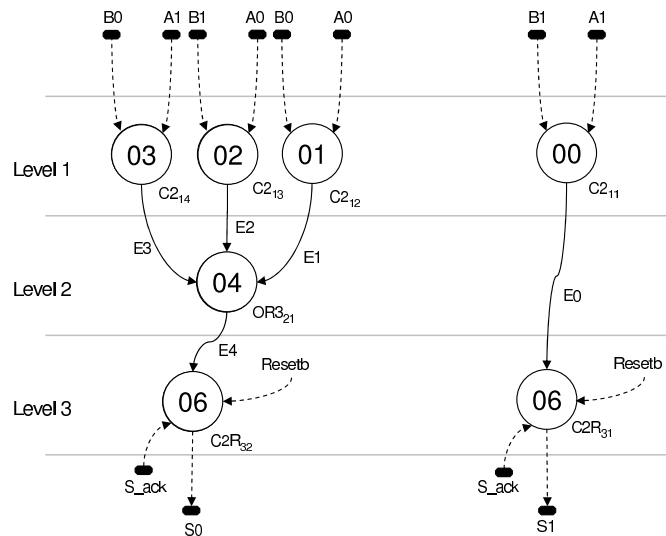 B0 A1 B1 A0 B0 A0 B1 A1
Level 1
03 02 01 00
C2₁₄ C2₁₃ C2₁₂ C2₁₁
E3 E2 E1
Level 2
04
OR3₂₁
E0
E4
Resetb Resetb
Level 3
06 06
C2R₃₂ C2R₃₁
S_ack S_ack
S0 S1